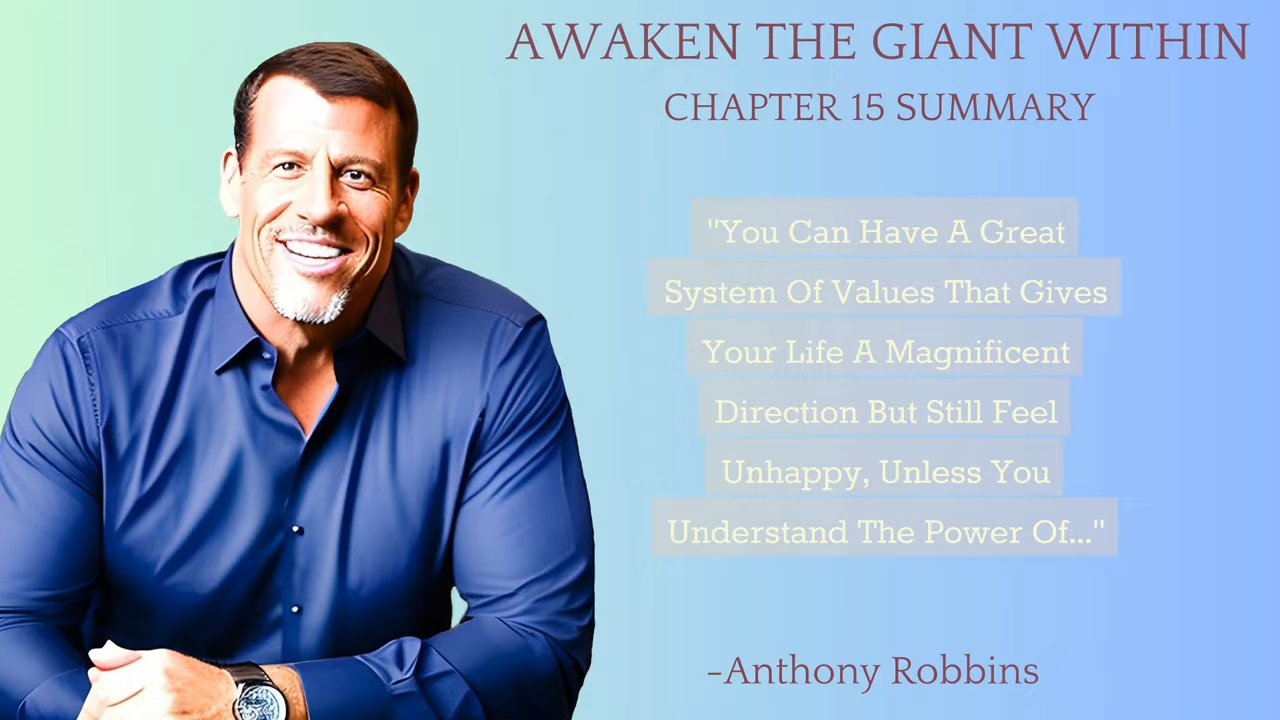 AWAKEN THE GIANT WITHIN
CHAPTER 15 SUMMARY
"You Can Have A Great
System Of Values That Gives
Your Life A Magnificent
Direction But Still Feel
Unhappy, Unless You
Understand The Power Of..."
-Anthony Robbins